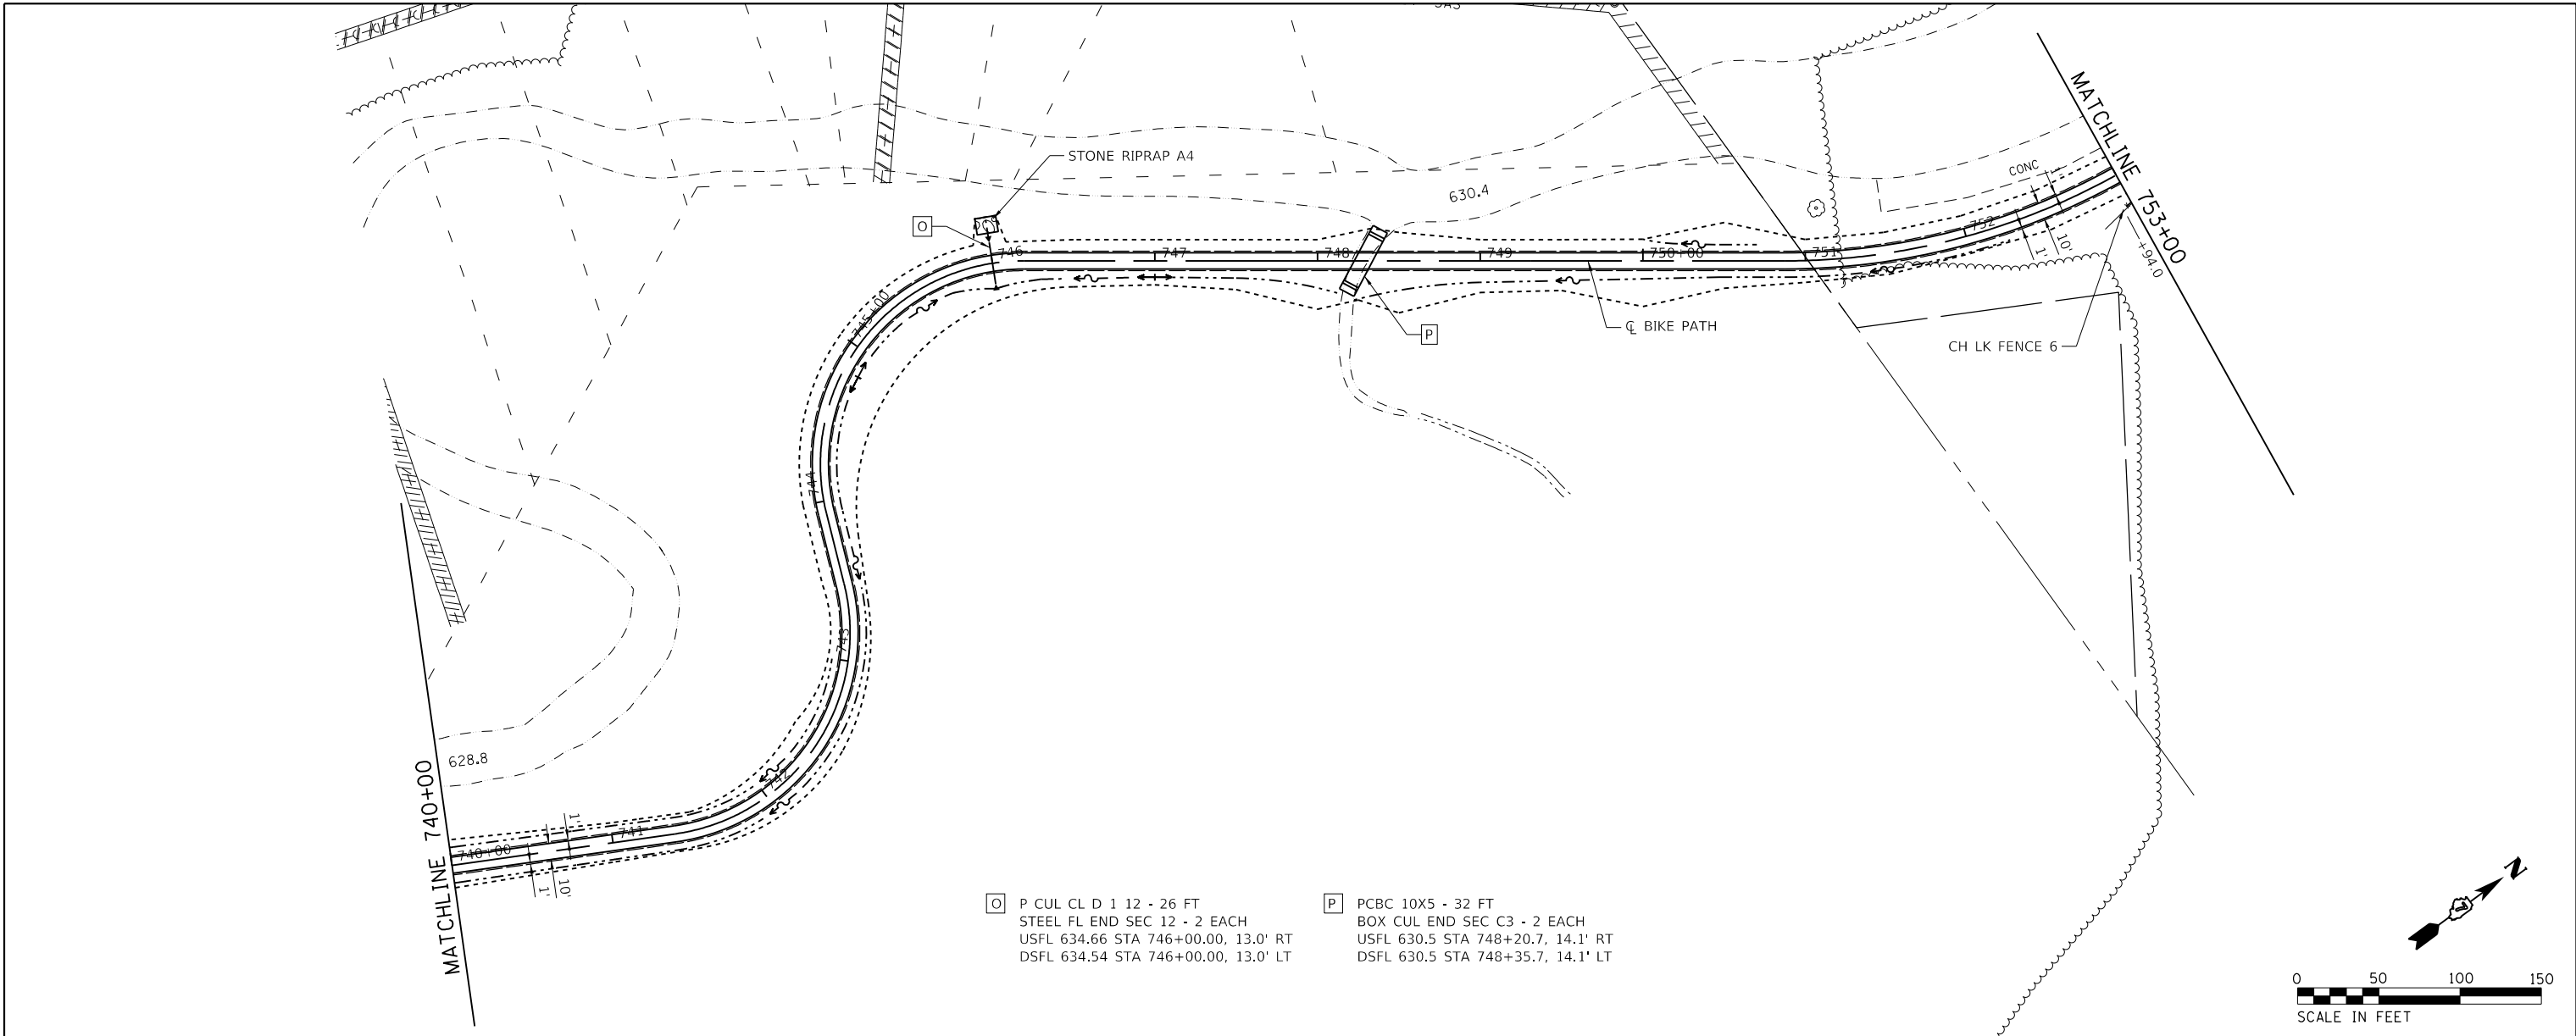 STONE RIPRAP A4
MATCHLINE 753+00
CONC
630.4
O
746
747
748
749
750+00
751
752
1'
10'
+94.0
745+00
P
℄ BIKE PATH
CH LK FENCE 6
744
743
742
628.8
MATCHLINE 740+00
740+00
741
1'
1'
10'
O P CUL CL D 1 12 - 26 FT
STEEL FL END SEC 12 - 2 EACH
USFL 634.66 STA 746+00.00, 13.0' RT
DSFL 634.54 STA 746+00.00, 13.0' LT
P PCBC 10X5 - 32 FT
BOX CUL END SEC C3 - 2 EACH
USFL 630.5 STA 748+20.7, 14.1' RT
DSFL 630.5 STA 748+35.7, 14.1' LT
N
0 50 100 150
SCALE IN FEET